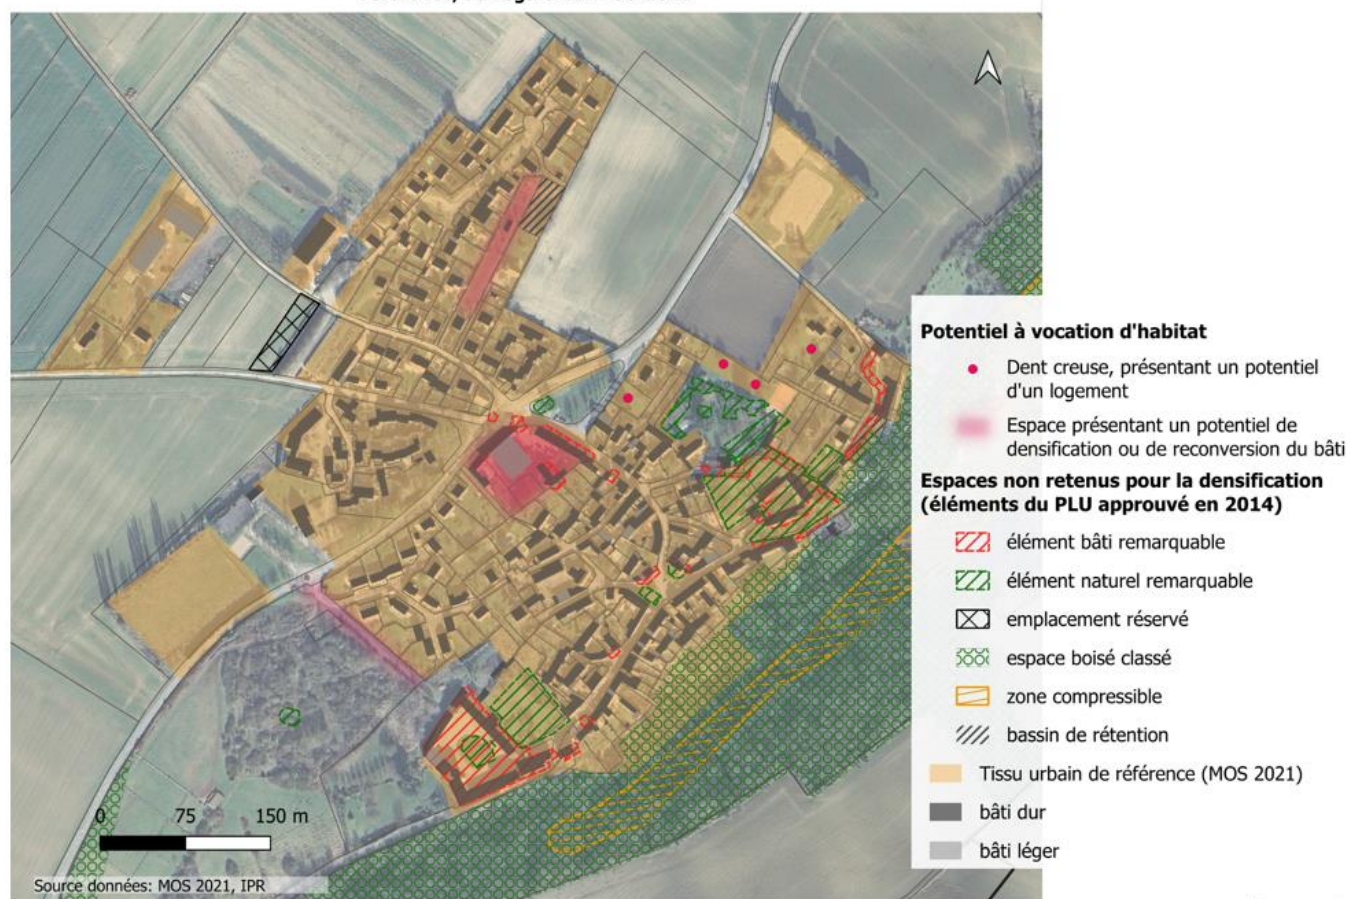 Potentiel à vocation d'habitat
Dent creuse, présentant un potentiel
d'un logement
Espace présentant un potentiel de
densification ou de reconversion du bâti
Espaces non retenus pour la densification
(éléments du PLU approuvé en 2014)
élément bâti remarquable
élément naturel remarquable
emplacement réservé
espace boisé classé
zone compressible
bassin de rétention
Tissu urbain de référence (MOS 2021)
bâti dur
bâti léger
0 75 150 m
Source données: MOS 2021, IPR